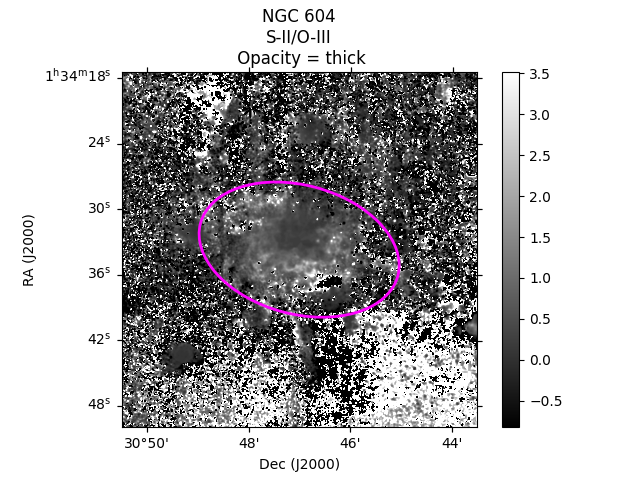 NGC 604
S-II/O-III
Opacity = thick
1ʰ34ᵐ18ˢ
24ˢ
30ˢ
36ˢ
42ˢ
48ˢ
RA (J2000)
30°50'
48'
46'
44'
Dec (J2000)
3.5
3.0
2.5
2.0
1.5
1.0
0.5
0.0
−0.5